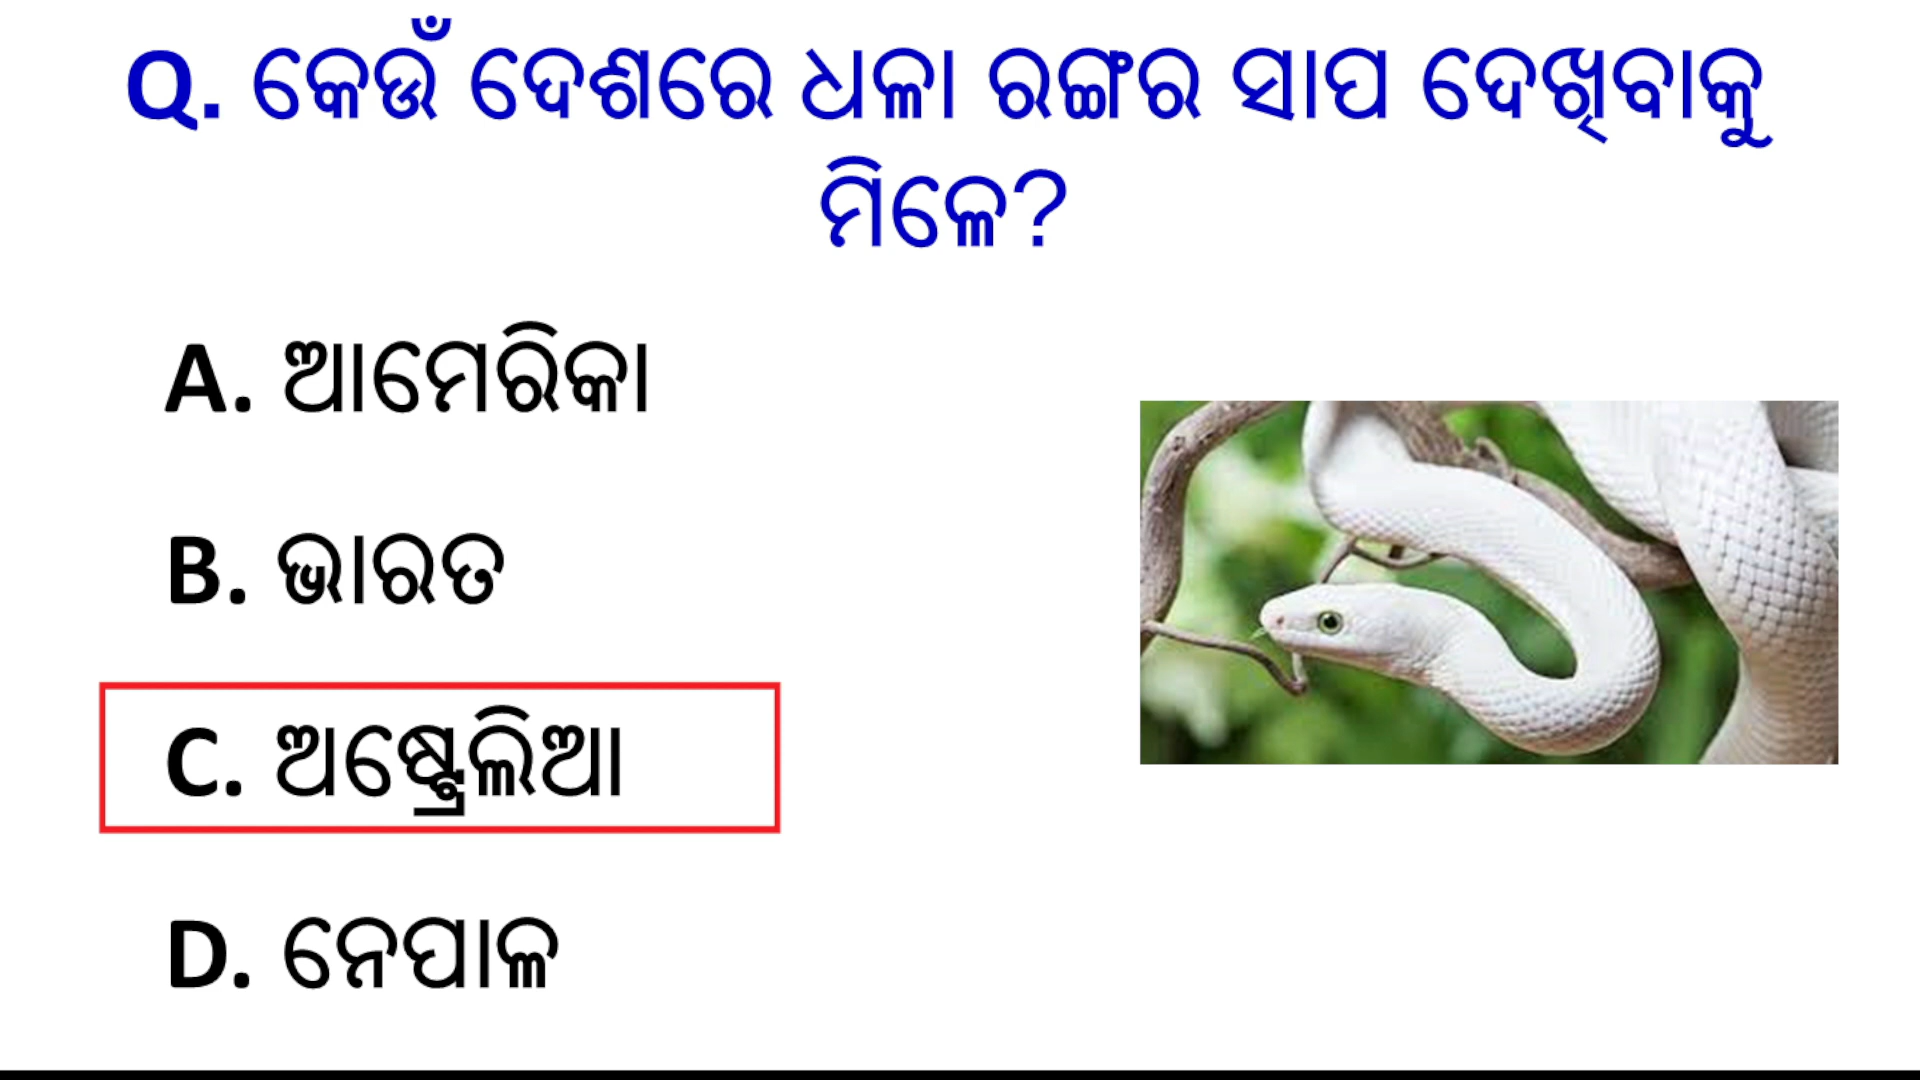 Q. କେଉଁ ଦେଶରେ ଧଳା ରଙ୍ଗର ସାପ ଦେଖିବାକୁ
ମିଳେ?
A. ଆମେରିକା
B. ଭାରତ
C. ଅଷ୍ଟ୍ରେଲିଆ
D. ନେପାଳ